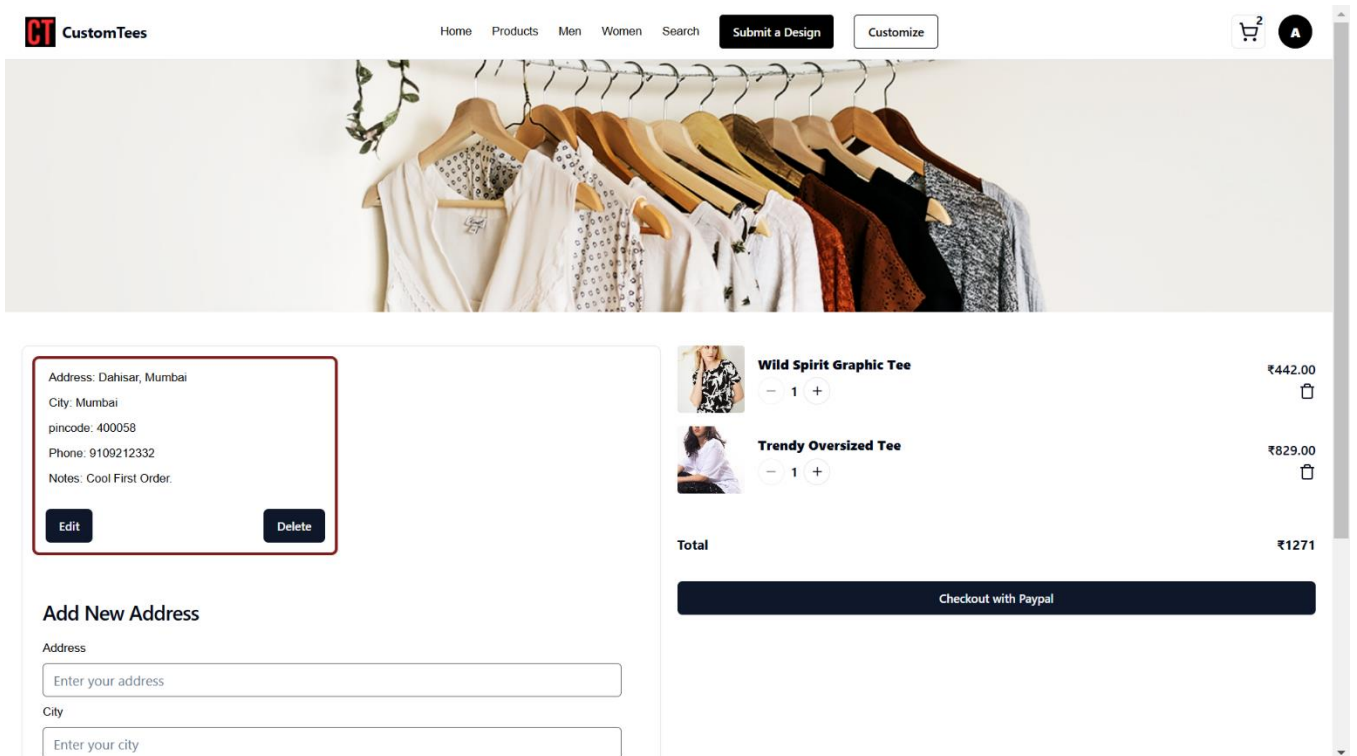 CT CustomTees Home Products Men Women Search Submit a Design Customize 2 A
Address: Dahisar, Mumbai
City: Mumbai
pincode: 400058
Phone: 9109212332
Notes: Cool First Order.
Edit Delete
Add New Address
Address
Enter your address
City
Enter your city
Wild Spirit Graphic Tee ₹442.00
− 1 +
Trendy Oversized Tee ₹829.00
− 1 +
Total ₹1271
Checkout with Paypal